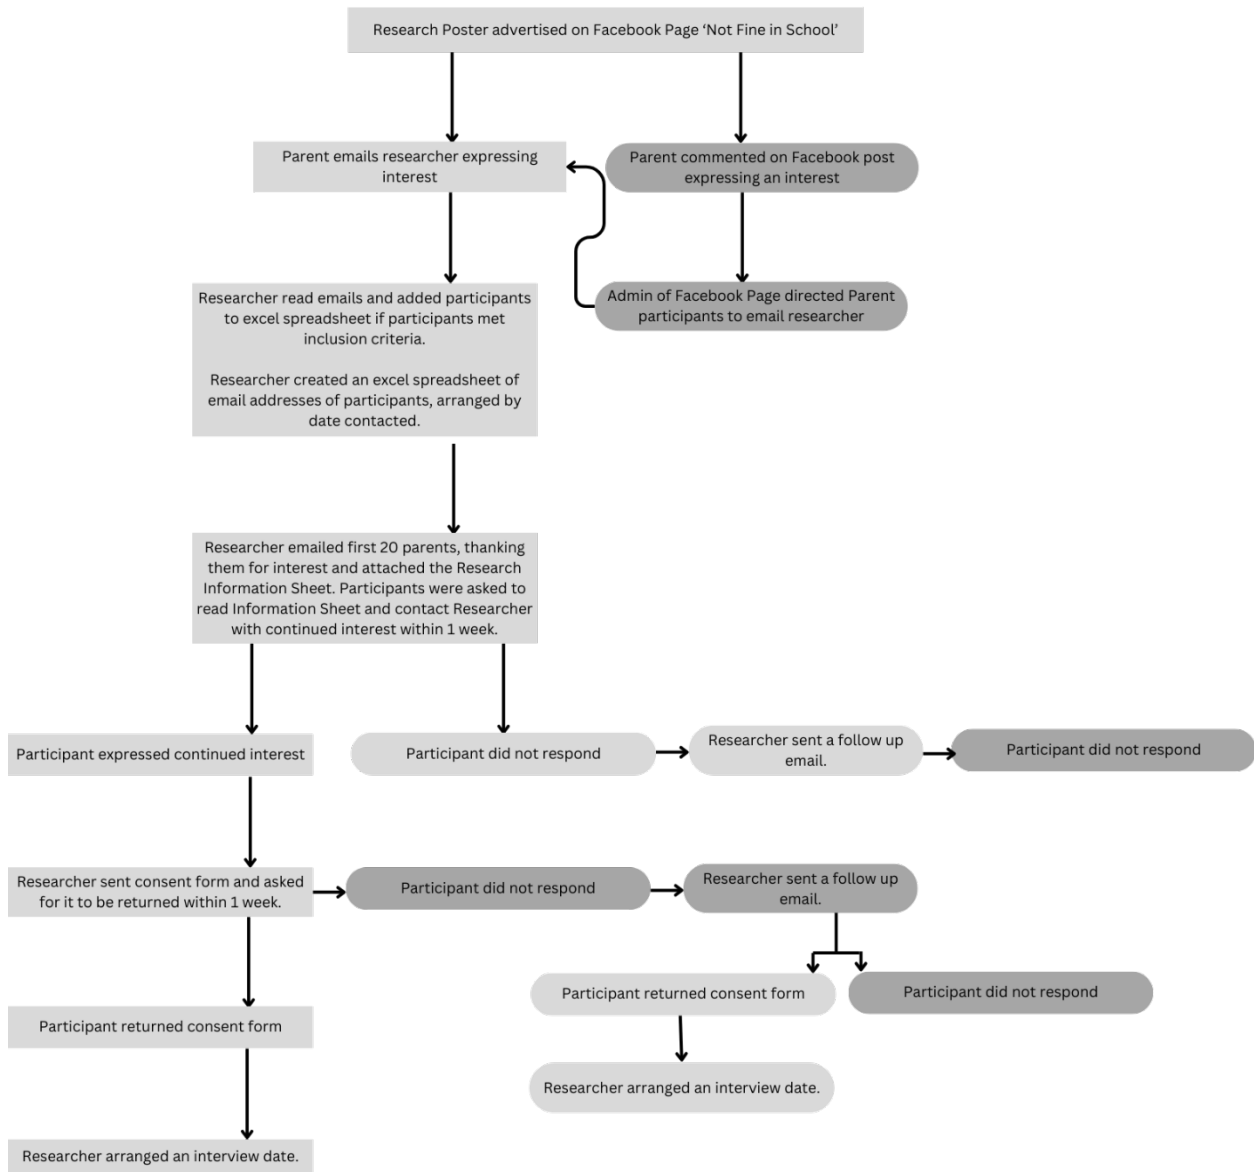 Research Poster advertised on Facebook Page ‘Not Fine in School’
Parent emails researcher expressing
interest
Parent commented on Facebook post
expressing an interest
Researcher read emails and added participants
to excel spreadsheet if participants met
inclusion criteria.
Researcher created an excel spreadsheet of
email addresses of participants, arranged by
date contacted.
Admin of Facebook Page directed Parent
participants to email researcher
Researcher emailed first 20 parents, thanking
them for interest and attached the Research
Information Sheet. Participants were asked to
read Information Sheet and contact Researcher
with continued interest within 1 week.
Participant expressed continued interest
Participant did not respond
Researcher sent a follow up
email.
Participant did not respond
Researcher sent consent form and asked
for it to be returned within 1 week.
Participant did not respond
Researcher sent a follow up
email.
Participant returned consent form
Participant did not respond
Participant returned consent form
Researcher arranged an interview date.
Researcher arranged an interview date.